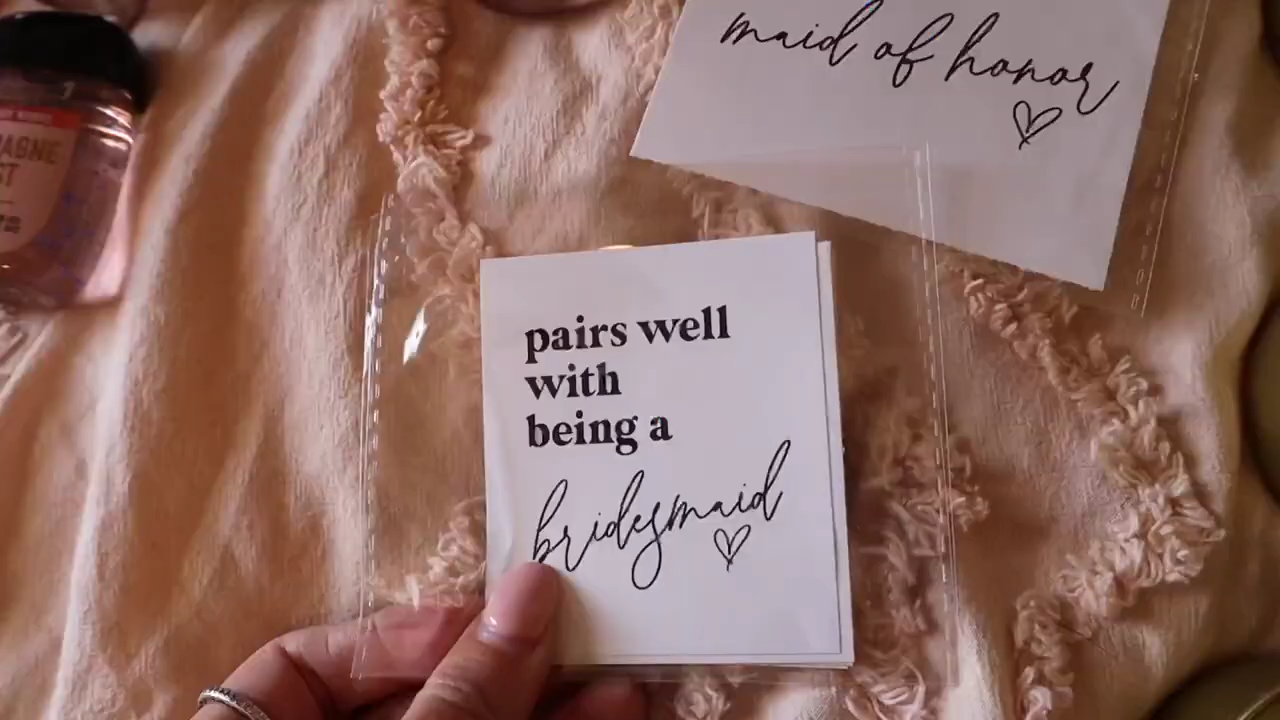 maid of honor
pairs well
with
being a
bridesmaid